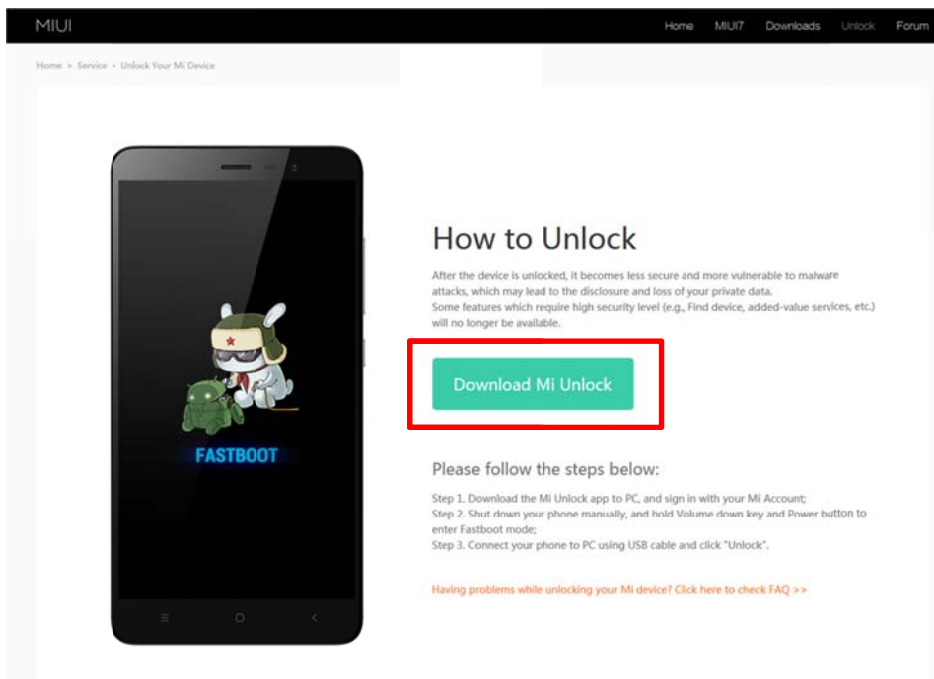 MIUI
Home MIUI7 Downloads Unlock Forum
Home > Service > Unlock Your Mi Device
How to Unlock
After the device is unlocked, it becomes less secure and more vulnerable to malware
attacks, which may lead to the disclosure and loss of your private data.
Some features which require high security level (e.g., Find device, added-value services, etc.)
will no longer be available.
Download Mi Unlock
FASTBOOT
Please follow the steps below:
Step 1. Download the Mi Unlock app to PC, and sign in with your Mi Account;
Step 2. Shut down your phone manually, and hold Volume down key and Power button to
enter Fastboot mode;
Step 3. Connect your phone to PC using USB cable and click "Unlock".
Having problems while unlocking your Mi device? Click here to check FAQ >>